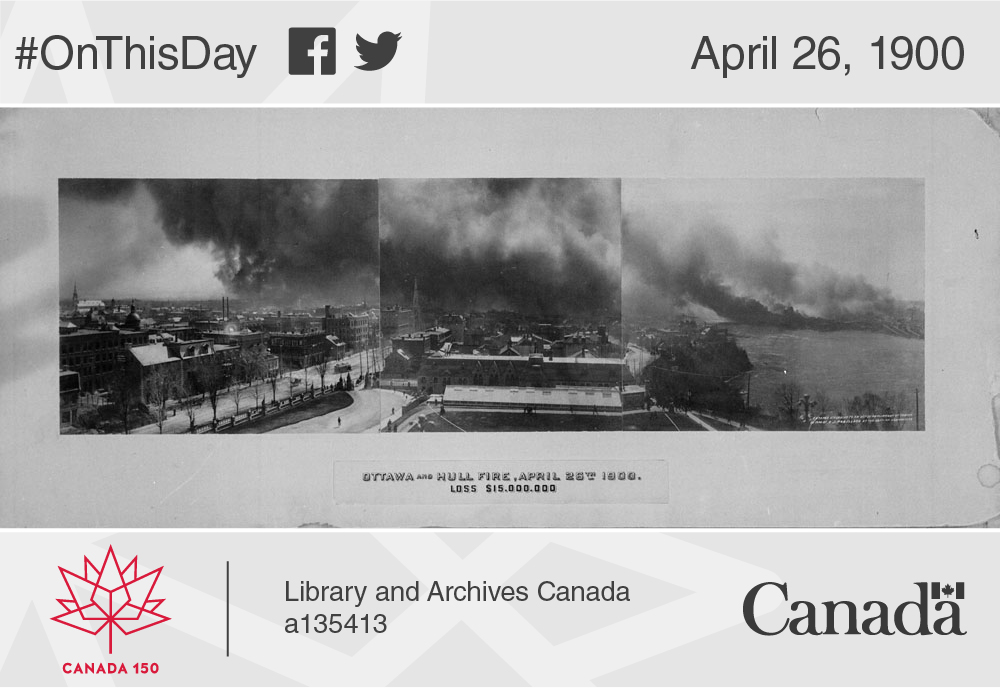 #OnThisDay
April 26, 1900
OTTAWA AND HULL FIRE, APRIL 26TH 1900.
LOSS $15.000.000
CANADA 150
Library and Archives Canada
a135413
Canada